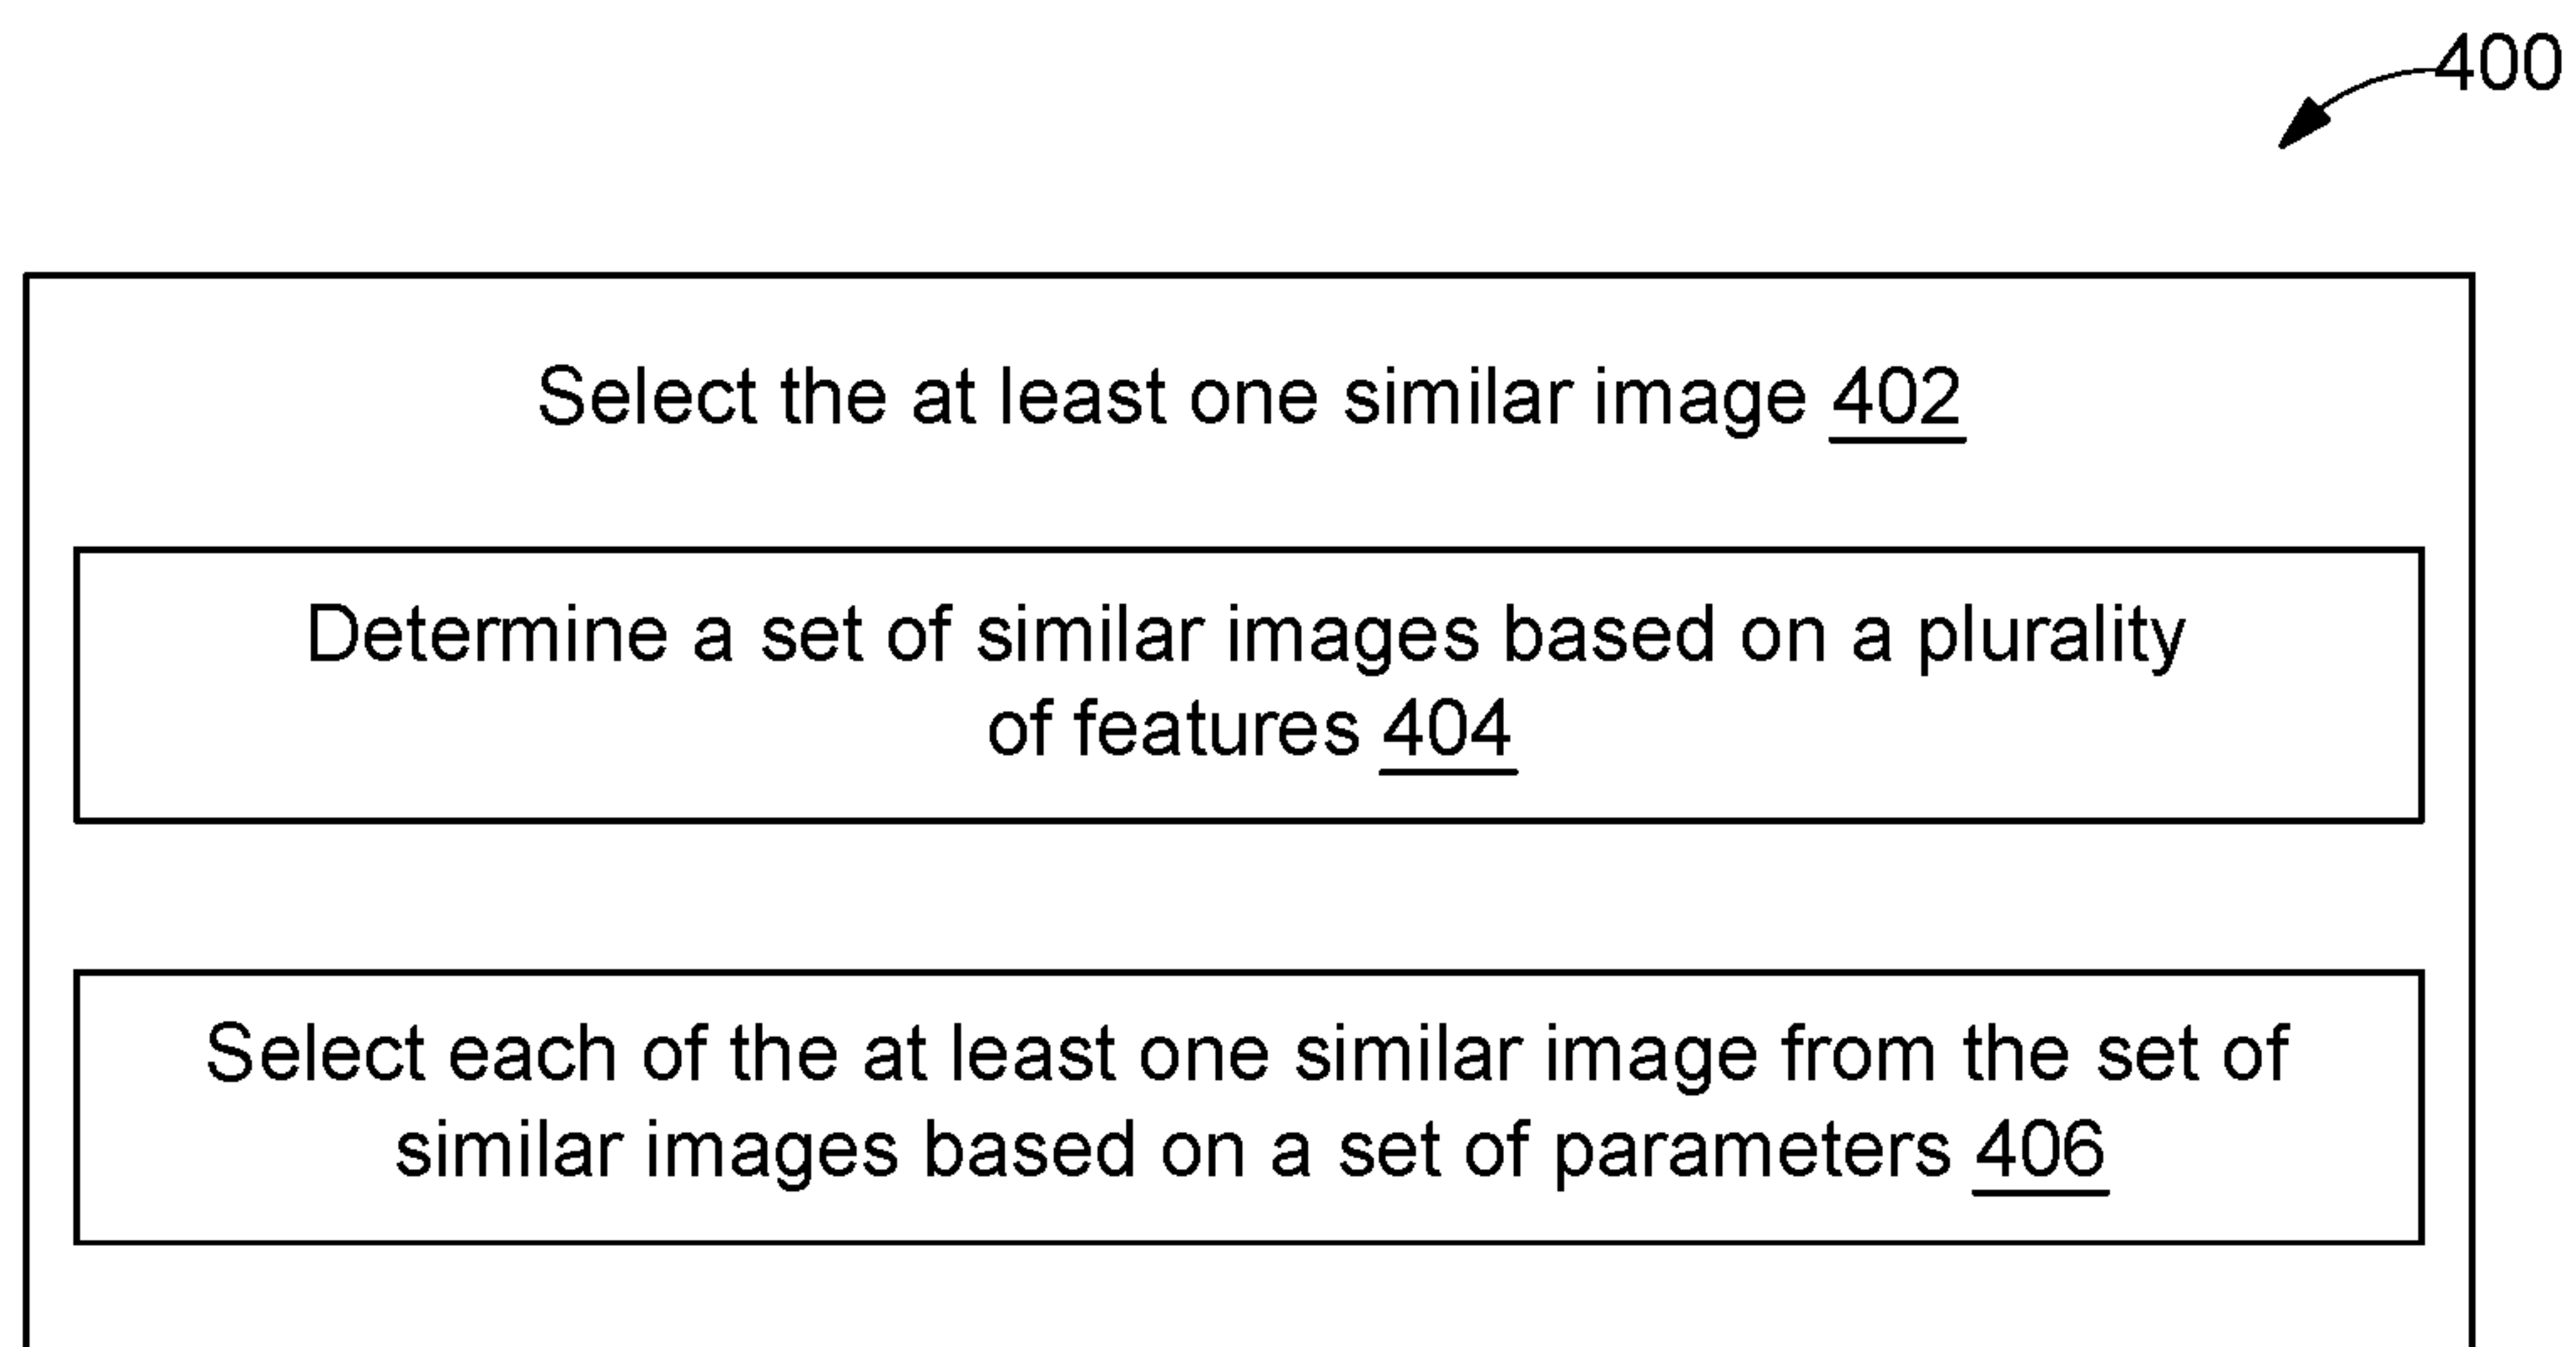 400
Select the at least one similar image 402
Determine a set of similar images based on a plurality
of features 404
Select each of the at least one similar image from the set of
similar images based on a set of parameters 406